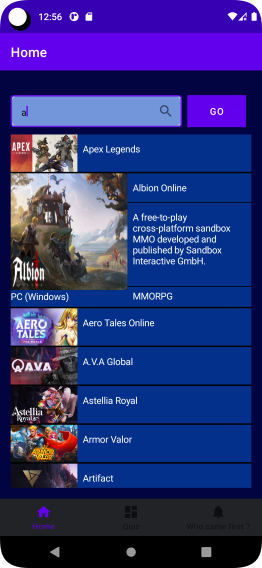 12:56
Home
a
GO
APEX
Apex Legends
Albion Online
A free-to-play
cross-platform sandbox
MMO developed and
published by Sandbox
Interactive GmbH.
Albion
PC (Windows)
MMORPG
AERO
TALES
Aero Tales Online
AVA
A.V.A Global
Astellia
Royal
Astellia Royal
Armor Valor
Artifact
Home
Quiz
Who came first ?